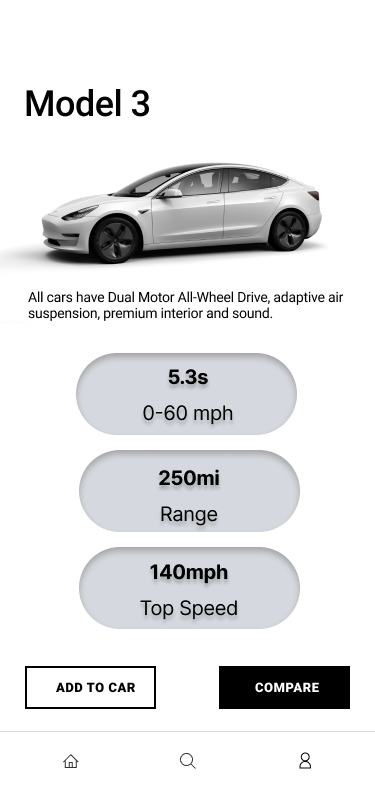 Model 3
All cars have Dual Motor All-Wheel Drive, adaptive air
suspension, premium interior and sound.
5.3s
0-60 mph
250mi
Range
140mph
Top Speed
ADD TO CAR
COMPARE